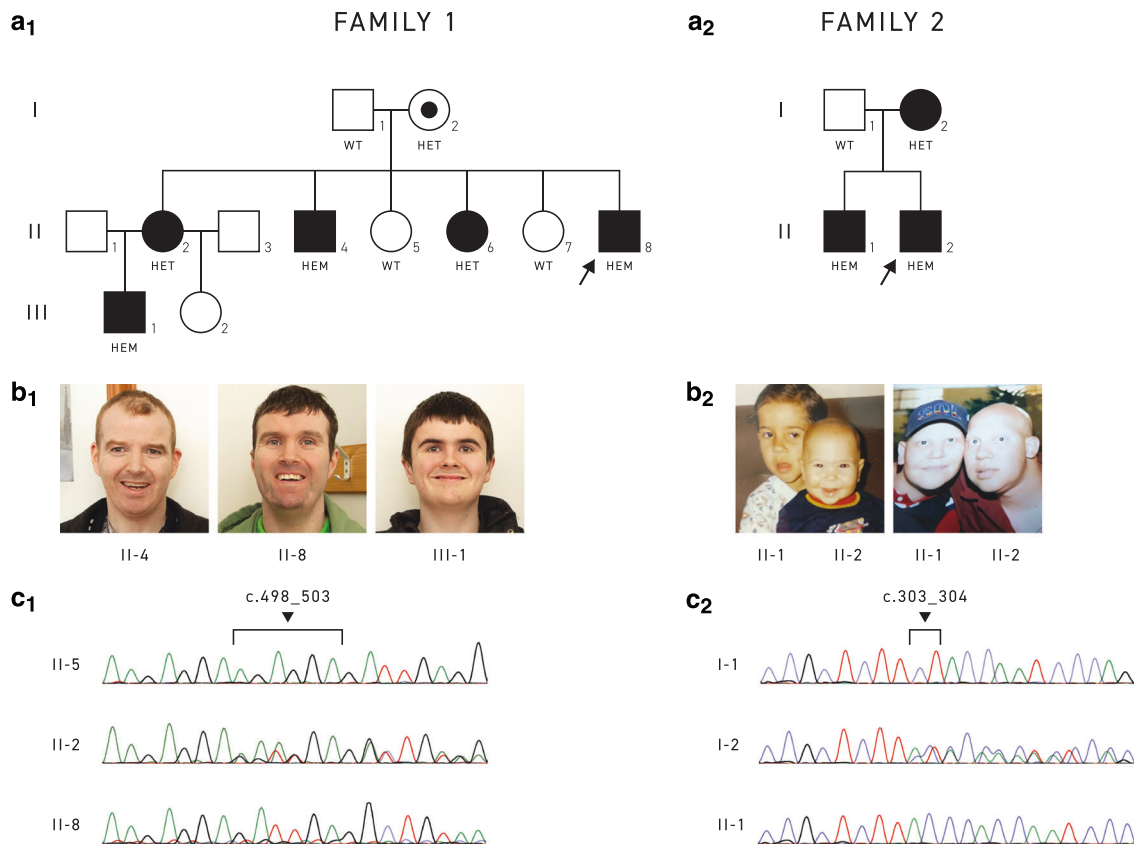 a1 FAMILY 1
I
1 2
WT HET
II
1 2 3 4 5 6 7 8
HET HEM WT HET WT HEM
III
1 2
HEM
a2 FAMILY 2
I
1 2
WT HET
II
1 2
HEM HEM
b1
II-4 II-8 III-1
b2
II-1 II-2 II-1 II-2
c1
c.498_503
II-5
II-2
II-8
c2
c.303_304
I-1
I-2
II-1